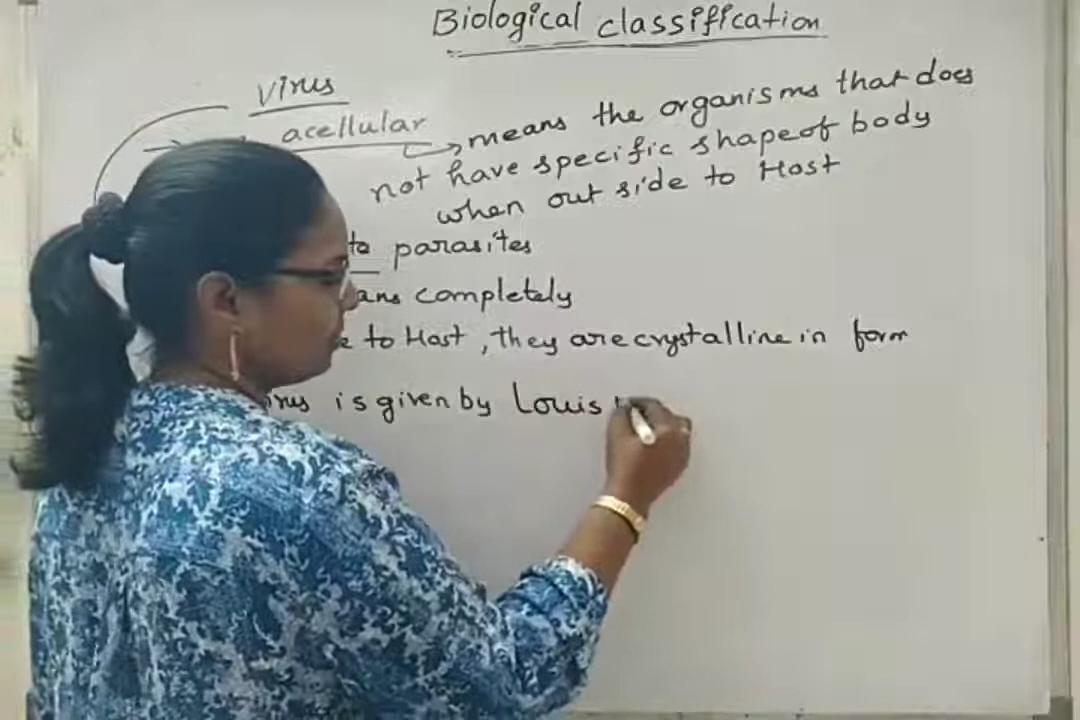 Biological classification
virus
acellular
means the organisms that does
not have specific shape of body
when out side to Host
parasites
completely
to Host, they are crystalline in form
is given by Louis